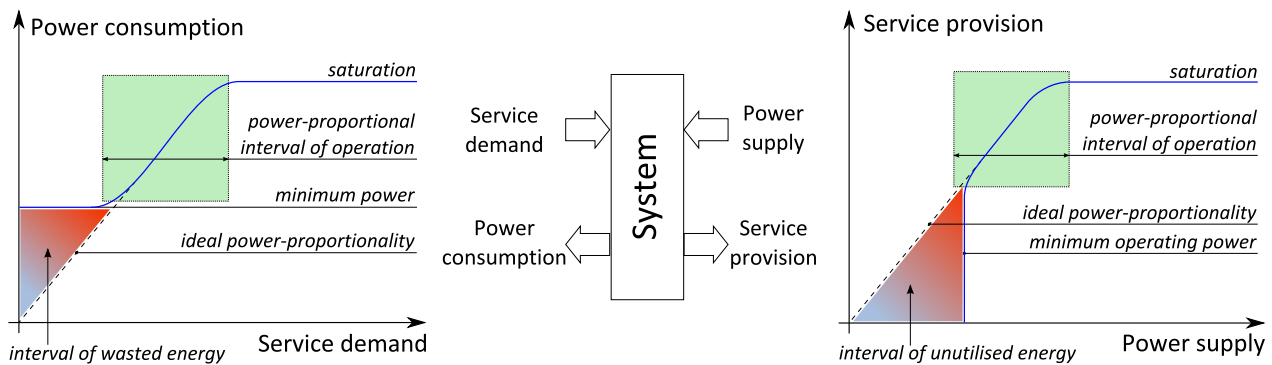 Power consumption
saturation
power-proportional
interval of operation
minimum power
ideal power-proportionality
interval of wasted energy
Service demand
Service
demand
Power
consumption
System
Power
supply
Service
provision
Service provision
saturation
power-proportional
interval of operation
ideal power-proportionality
minimum operating power
interval of unutilised energy
Power supply